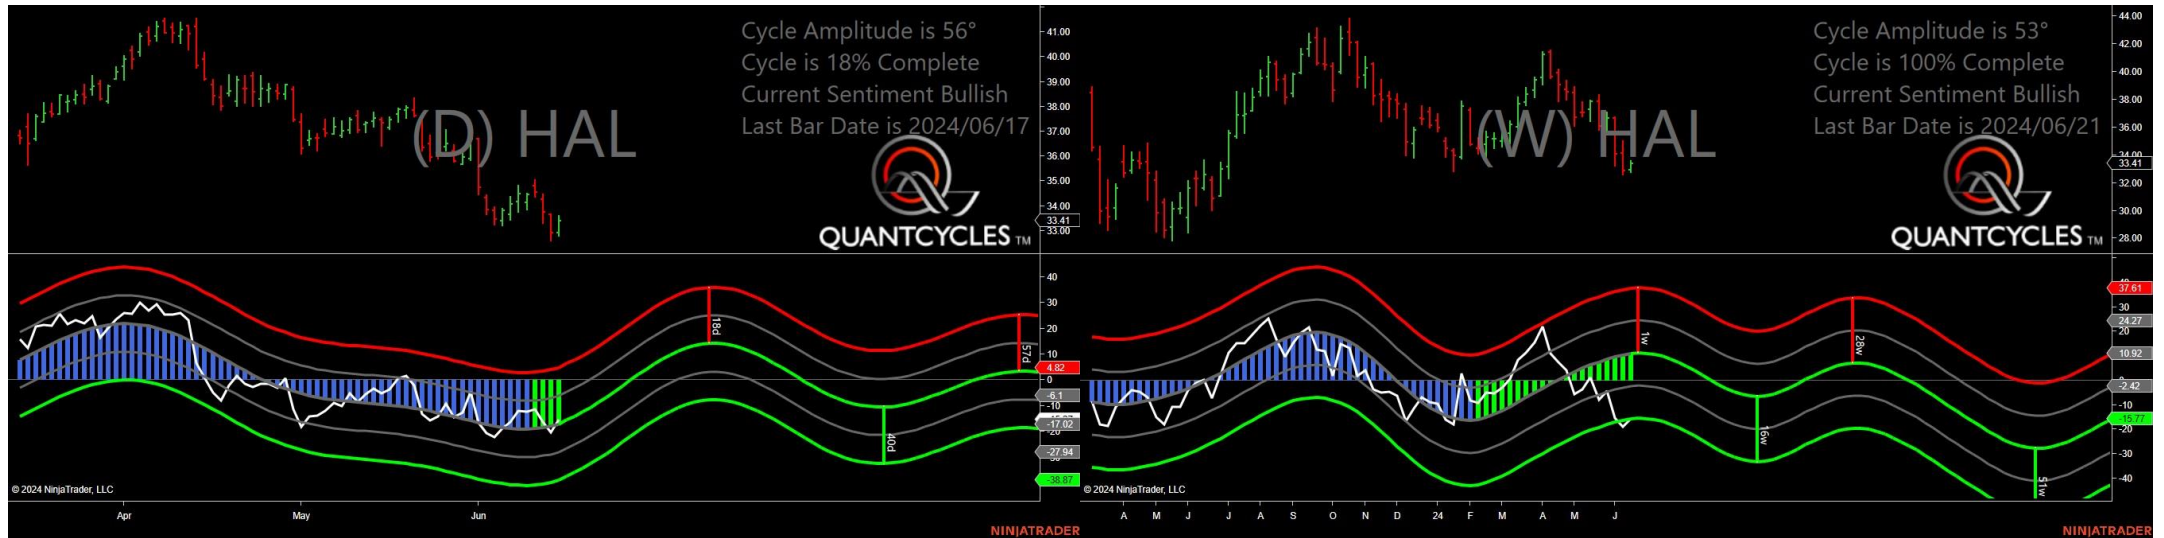 Cycle Amplitude is 56°
Cycle is 18% Complete
Current Sentiment Bullish
Last Bar Date is 2024/06/17
(D) HAL
QUANTCYCLES TM
41.00
40.00
39.00
38.00
37.00
36.00
35.00
34.00
33.41
33.00
40
30
20
10
4.82
0
-6.1
-10
-17.02
-20
-27.94
-38.87
18d
40d
57d
© 2024 NinjaTrader, LLC
Apr May Jun
NINJATRADER
Cycle Amplitude is 53°
Cycle is 100% Complete
Current Sentiment Bullish
Last Bar Date is 2024/06/21
(W) HAL
QUANTCYCLES TM
44.00
42.00
40.00
38.00
36.00
34.00
33.41
32.00
30.00
28.00
37.61
24.27
20
10.92
-2.42
-10
-15.77
-20
-30
-40
1w
16w
28w
51w
© 2024 NinjaTrader, LLC
A M J J A S O N D 24 F M A M J
NINJATRADER